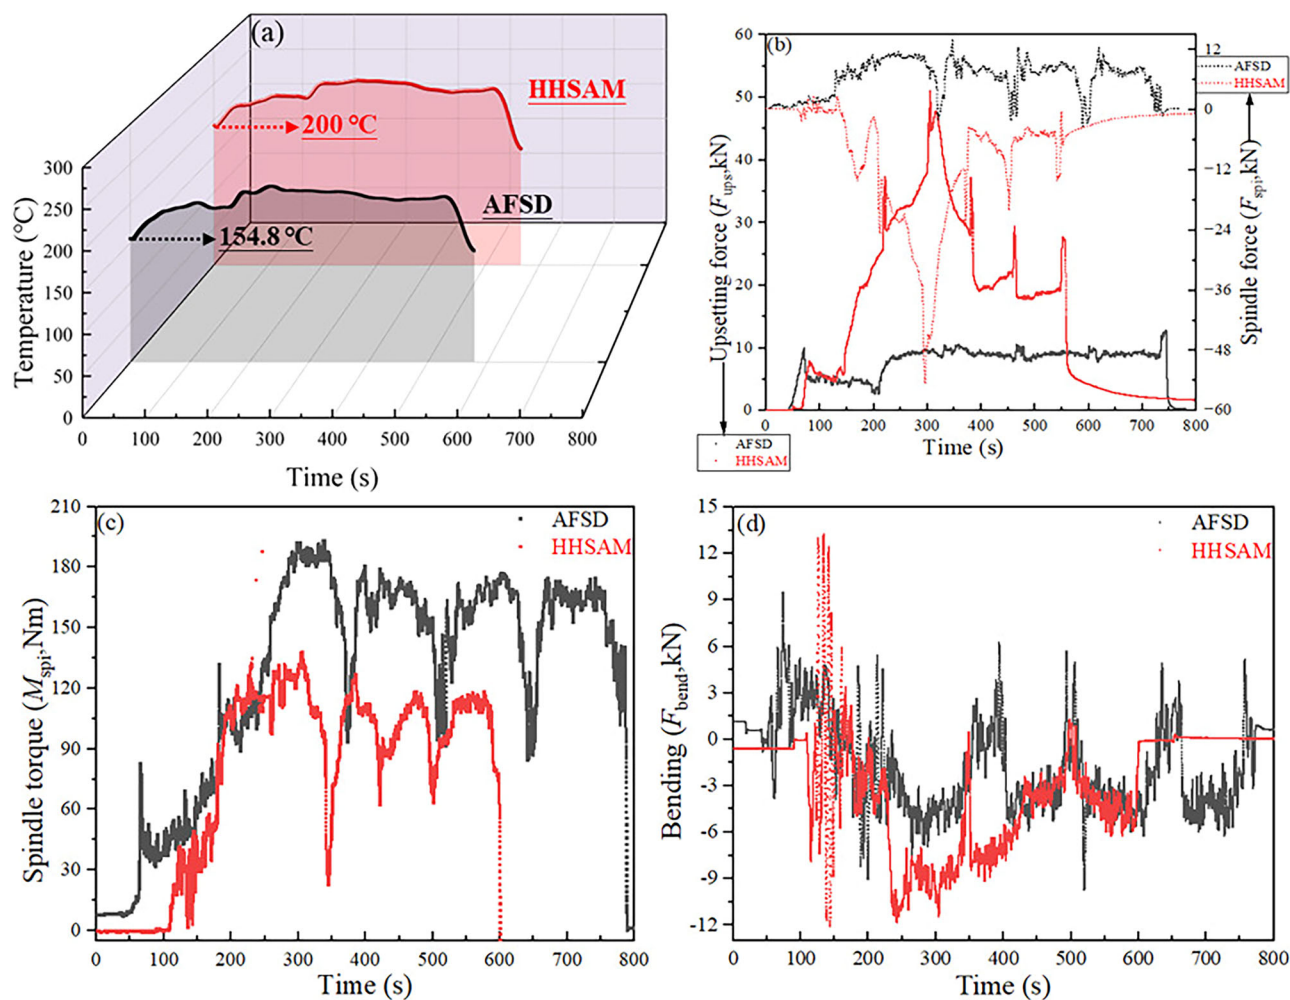 (a)
HHSAM
200 °C
AFSD
154.8 °C
Temperature (°C)
300
250
200
150
100
50
0
0 100 200 300 400 500 600 700 800
Time (s)
(b)
AFSD
HHSAM
Upsetting force (Fups,kN)
60
50
40
30
20
10
0
Spindle force (Fspi,kN)
12
0
−12
−24
−36
−48
−60
0 100 200 300 400 500 600 700 800
Time (s)
AFSD
HHSAM
(c)
AFSD
HHSAM
Spindle torque (Mspi,Nm)
210
180
150
120
90
60
30
0
0 100 200 300 400 500 600 700 800
Time (s)
(d)
AFSD
HHSAM
Bending (Fbend,kN)
15
12
9
6
3
0
-3
-6
-9
-12
0 100 200 300 400 500 600 700 800
Time (s)